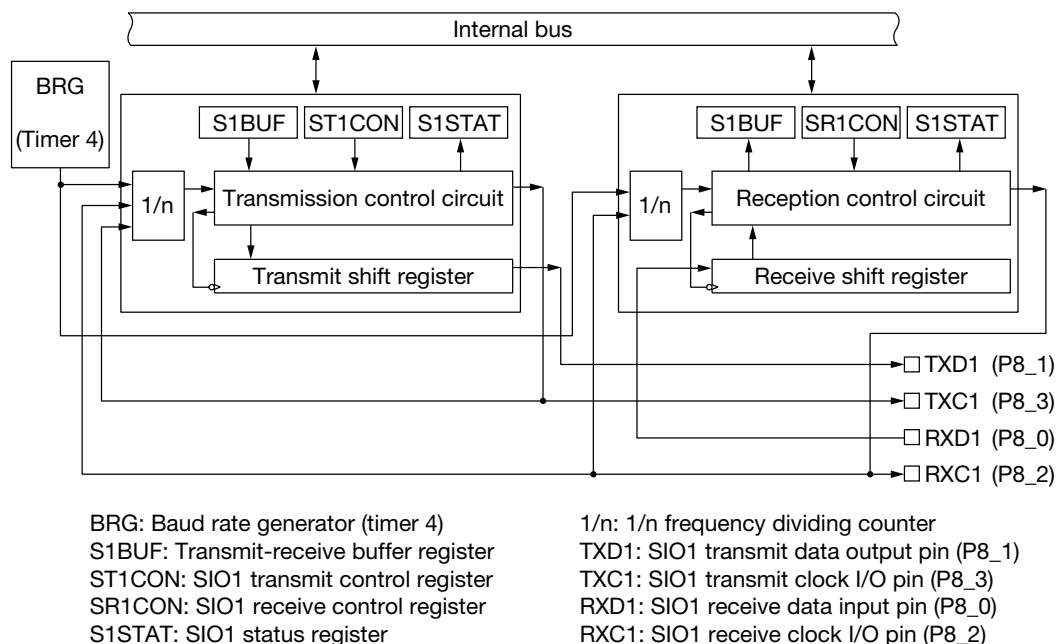 Internal bus
BRG
(Timer 4)
S1BUF ST1CON S1STAT
S1BUF SR1CON S1STAT
1/n
Transmission control circuit
1/n
Reception control circuit
Transmit shift register
Receive shift register
TXD1 (P8_1)
TXC1 (P8_3)
RXD1 (P8_0)
RXC1 (P8_2)
BRG: Baud rate generator (timer 4)
S1BUF: Transmit-receive buffer register
ST1CON: SIO1 transmit control register
SR1CON: SIO1 receive control register
S1STAT: SIO1 status register
1/n: 1/n frequency dividing counter
TXD1: SIO1 transmit data output pin (P8_1)
TXC1: SIO1 transmit clock I/O pin (P8_3)
RXD1: SIO1 receive data input pin (P8_0)
RXC1: SIO1 receive clock I/O pin (P8_2)